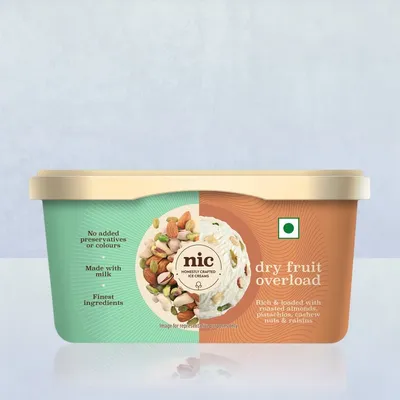 No added
preservatives
or colours
Made with
milk
Finest
ingredients
nic
HONESTLY CRAFTED
ICE CREAMS
dry fruit
overload
Rich & loaded with
roasted almonds,
pistachios, cashew
nuts & raisins